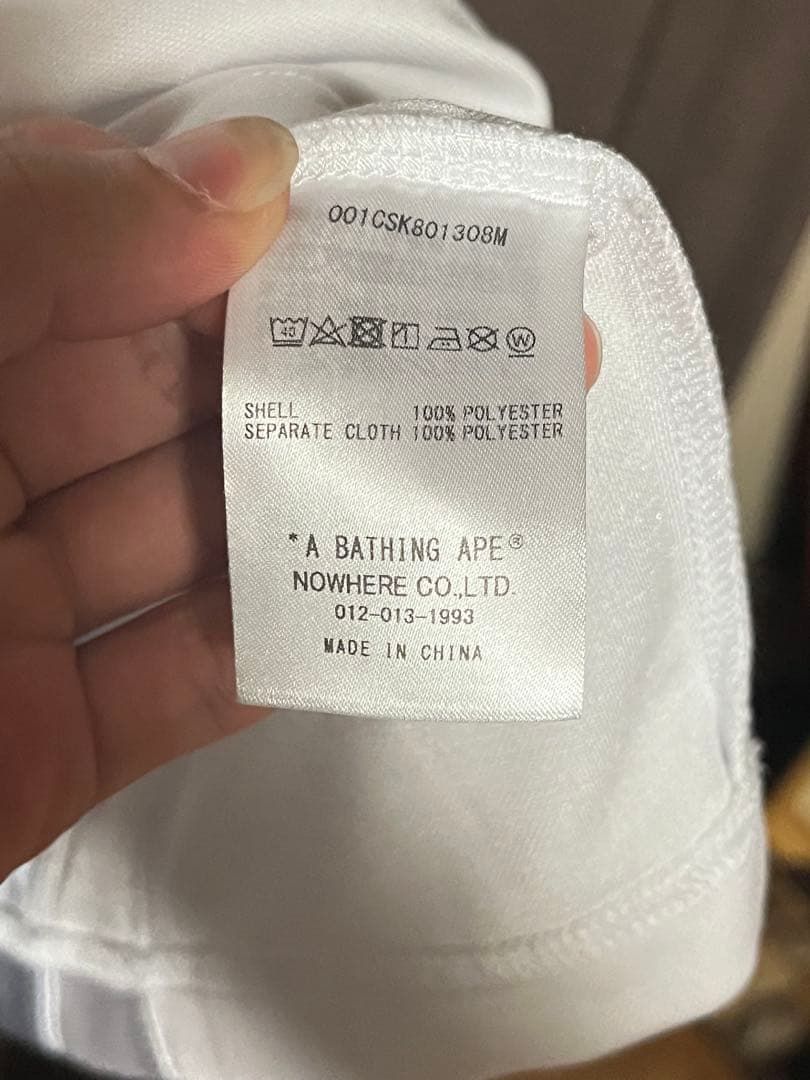 001CSK801308M
40
W
SHELL 100% POLYESTER
SEPARATE CLOTH 100% POLYESTER
*A BATHING APE®
NOWHERE CO.,LTD.
012-013-1993
MADE IN CHINA